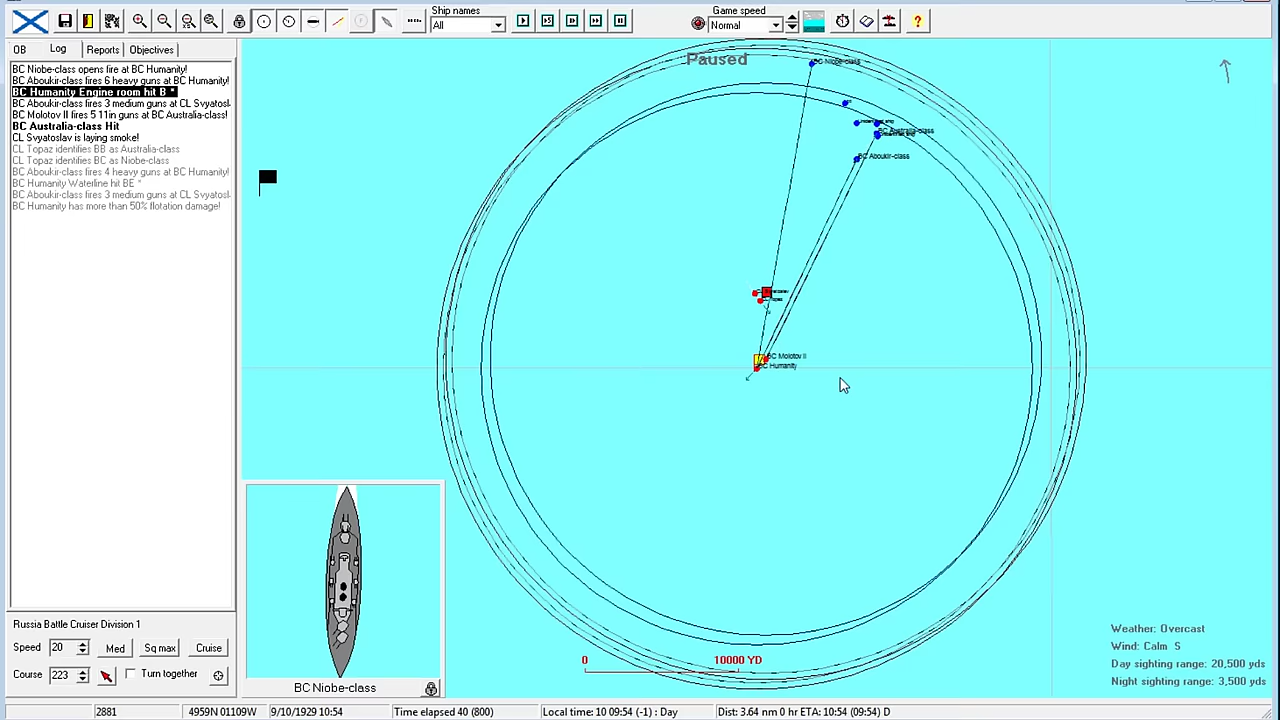 Ship names
All
Game speed
Normal
OB Log Reports Objectives
BC Niobe-class opens fire at BC Humanity!
BC Aboukir-class fires 6 heavy guns at BC Humanity!
BC Humanity Engine room hit B *
BC Aboukir-class fires 3 medium guns at CL Svyatosl
BC Molotov II fires 5 11in guns at BC Australia-class!
BC Australia-class Hit
CL Svyatoslav is laying smoke!
CL Topaz identifies BB as Australia-class
CL Topaz identifies BC as Niobe-class
BC Aboukir-class fires 4 heavy guns at BC Humanity!
BC Humanity Waterline hit BE *
BC Aboukir-class fires 3 medium guns at CL Svyatosl
BC Humanity has more than 50% flotation damage!
Paused
BC Niobe-class
BC Australia-class
BC Aboukir-class
BC Molotov II
BC Humanity
0 10000 YD
Weather: Overcast
Wind: Calm S
Day sighting range: 20,500 yds
Night sighting range: 3,500 yds
Russia Battle Cruiser Division 1
Speed 20 Med Sq max Cruise
Course 223 Turn together
BC Niobe-class
2881 4959N 01109W 9/10/1929 10:54 Time elapsed 40 (800) Local time: 10 09:54 (-1) : Day Dist: 3.64 nm 0 hr ETA: 10:54 (09:54) D